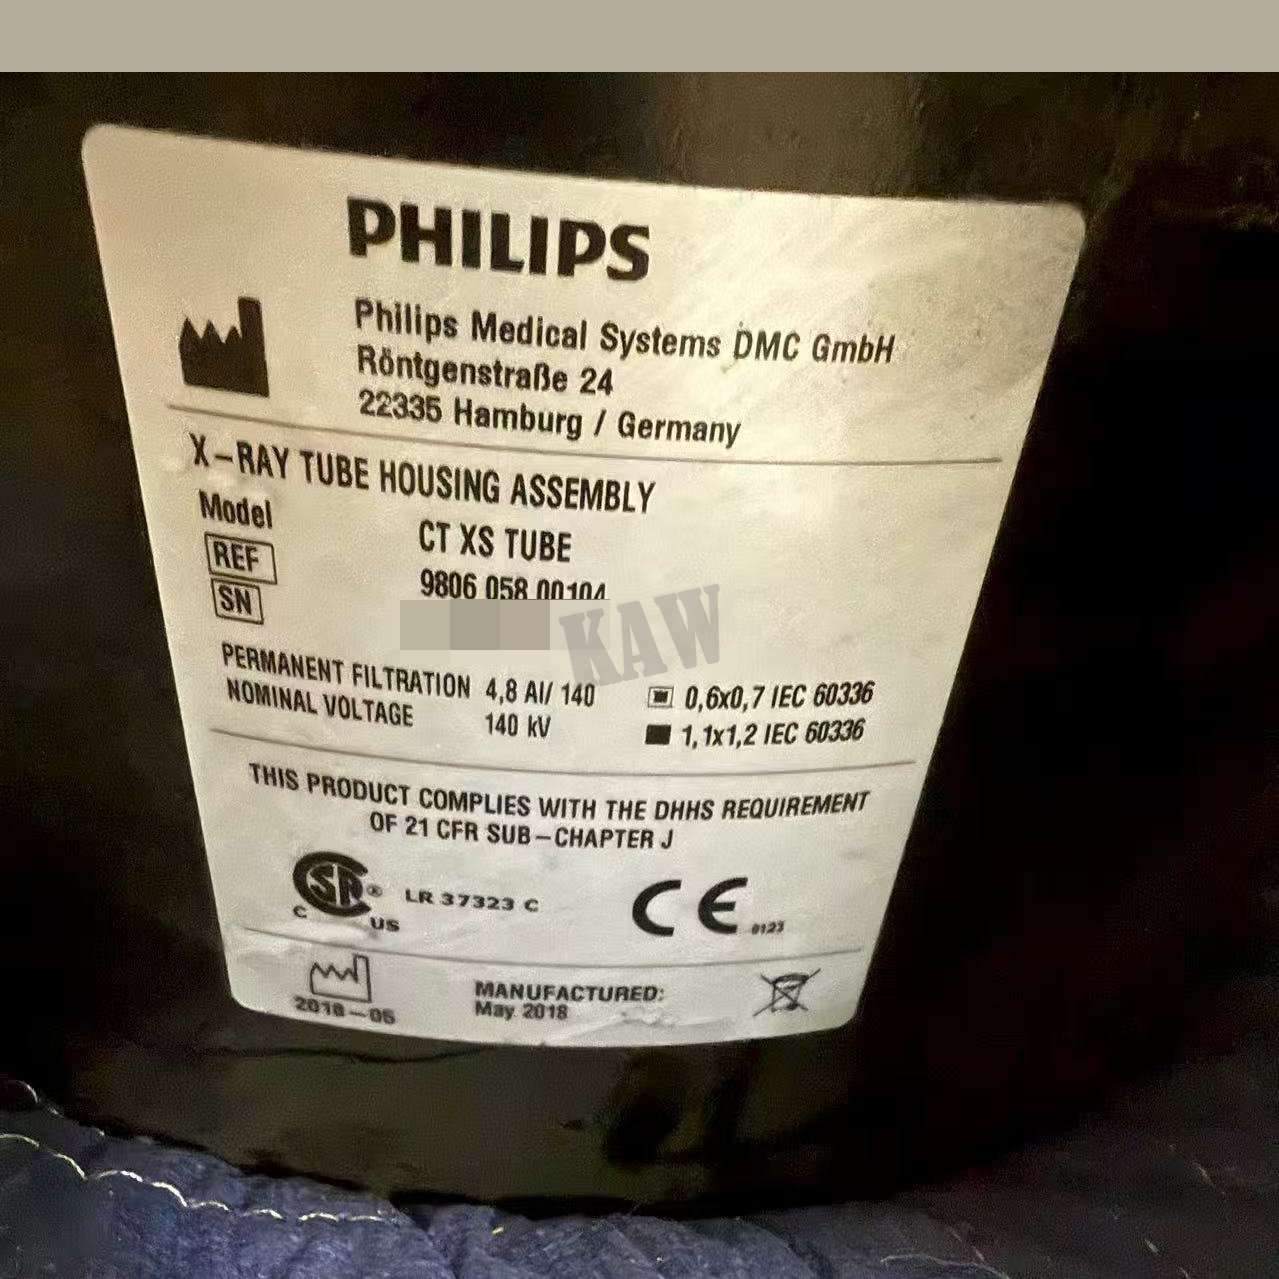 PHILIPS
Philips Medical Systems DMC GmbH
Röntgenstraße 24
22335 Hamburg / Germany
X-RAY TUBE HOUSING ASSEMBLY
Model CT XS TUBE
REF 9806 058 00104
SN
KAW
PERMANENT FILTRATION 4,8 Al/ 140 0,6x0,7 IEC 60336
NOMINAL VOLTAGE 140 kV 1,1x1,2 IEC 60336
THIS PRODUCT COMPLIES WITH THE DHHS REQUIREMENT
OF 21 CFR SUB-CHAPTER J
C SA ® US LR 37323 C CE 0123
2018-05 MANUFACTURED:
May 2018